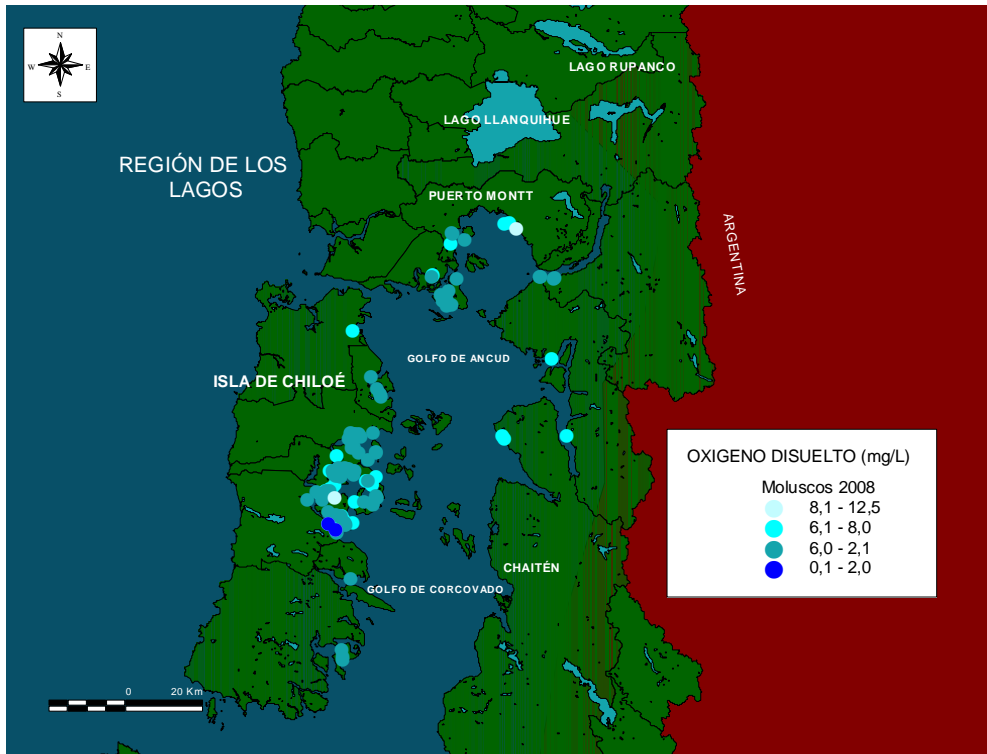 N
W E
S
LAGO RUPANCO
LAGO LLANQUIHUE
REGIÓN DE LOS
LAGOS
PUERTO MONTT
ARGENTINA
GOLFO DE ANCUD
ISLA DE CHILOÉ
OXIGENO DISUELTO (mg/L)
Moluscos 2008
8,1 - 12,5
6,1 - 8,0
6,0 - 2,1
0,1 - 2,0
CHAITÉN
GOLFO DE CORCOVADO
0 20 Km